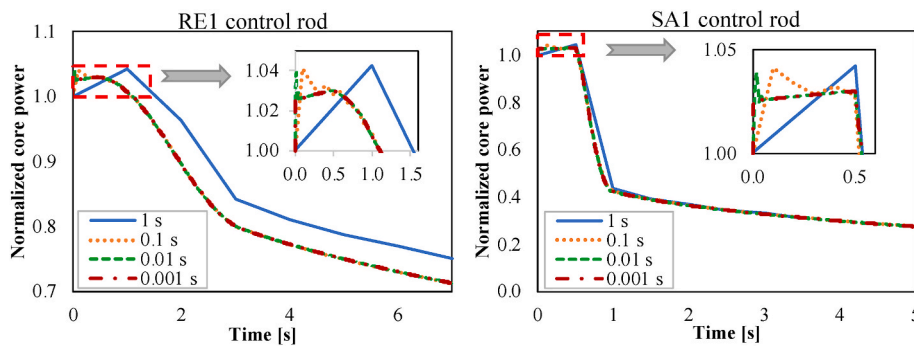 RE1 control rod
Normalized core power
1.1
1.0
0.9
0.8
0.7
0
2
4
6
Time [s]
1.04
1.02
1.00
0.0
0.5
1.0
1.5
1 s
0.1 s
0.01 s
0.001 s
SA1 control rod
Normalized core power
1.0
0.8
0.6
0.4
0.2
0.0
0
1
2
3
4
5
Time [s]
1.05
1.00
0.0
0.5
1 s
0.1 s
0.01 s
0.001 s